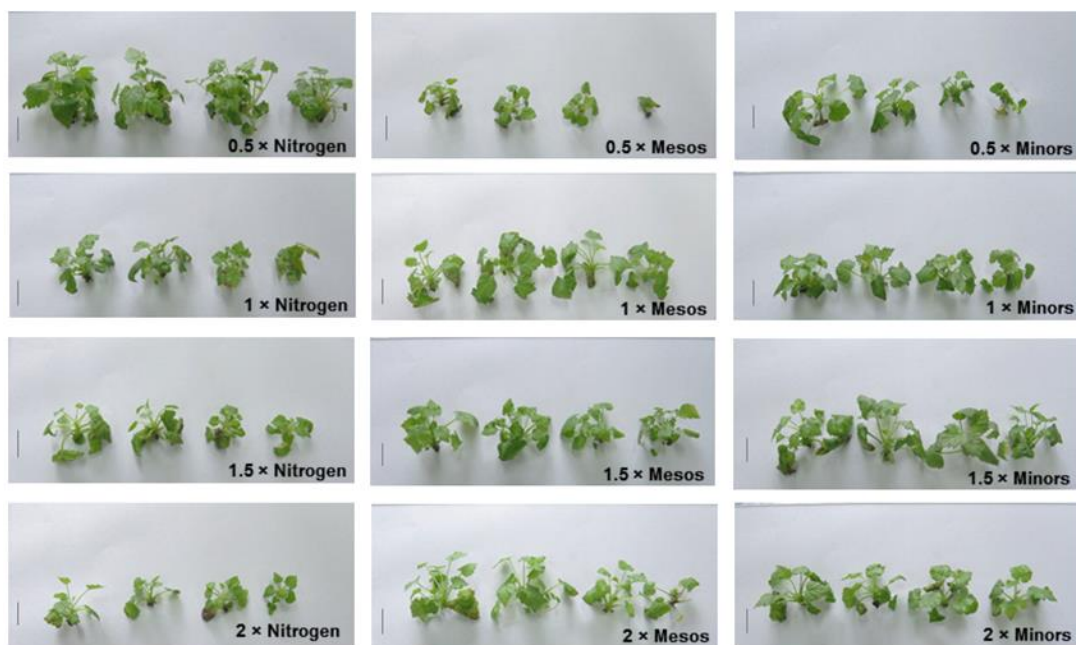 0.5 × Nitrogen
0.5 × Mesos
0.5 × Minors
1 × Nitrogen
1 × Mesos
1 × Minors
1.5 × Nitrogen
1.5 × Mesos
1.5 × Minors
2 × Nitrogen
2 × Mesos
2 × Minors